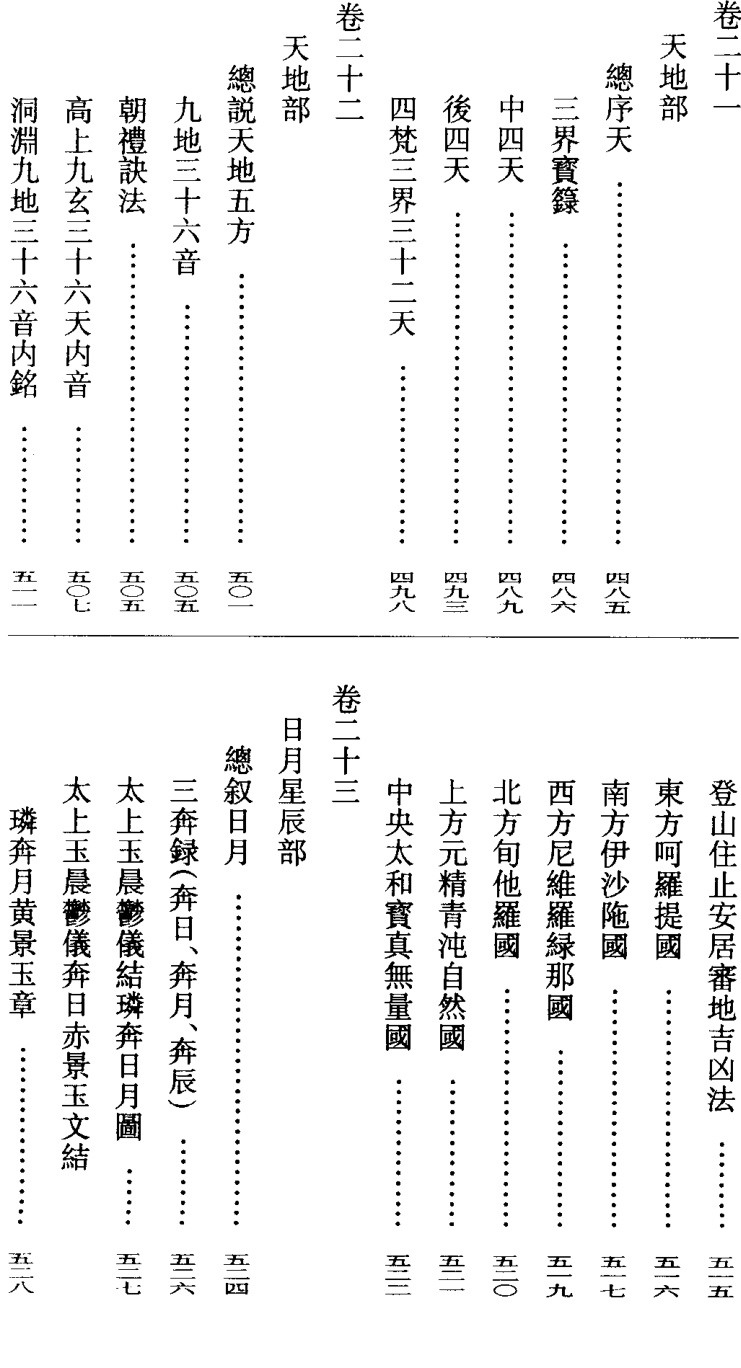 卷二十一
天地部
總序天……四八五
三界寶籙……四八六
中四天……四八九
後四天……四九三
四梵三界三十二天……四九八
卷二十二
天地部
總説天地五方……五〇一
九地三十六音……五〇五
朝禮訣法……五〇五
高上九玄三十六天内音……五〇七
洞淵九地三十六音内銘……五一一
登山住止安居審地吉凶法……五一五
東方呵羅提國……五一六
南方伊沙陁國……五一七
西方尼維羅緑那國……五一九
北方旬他羅國……五二〇
上方元精青沌自然國……五二一
中央太和寶真無量國……五二二
卷二十三
日月星辰部
總叙日月……五二四
三奔録(奔日、奔月、奔辰)……五二六
太上玉晨鬱儀結璘奔日月圖……五二七
太上玉晨鬱儀奔日赤景玉文結
璘奔月黄景玉章……五二八